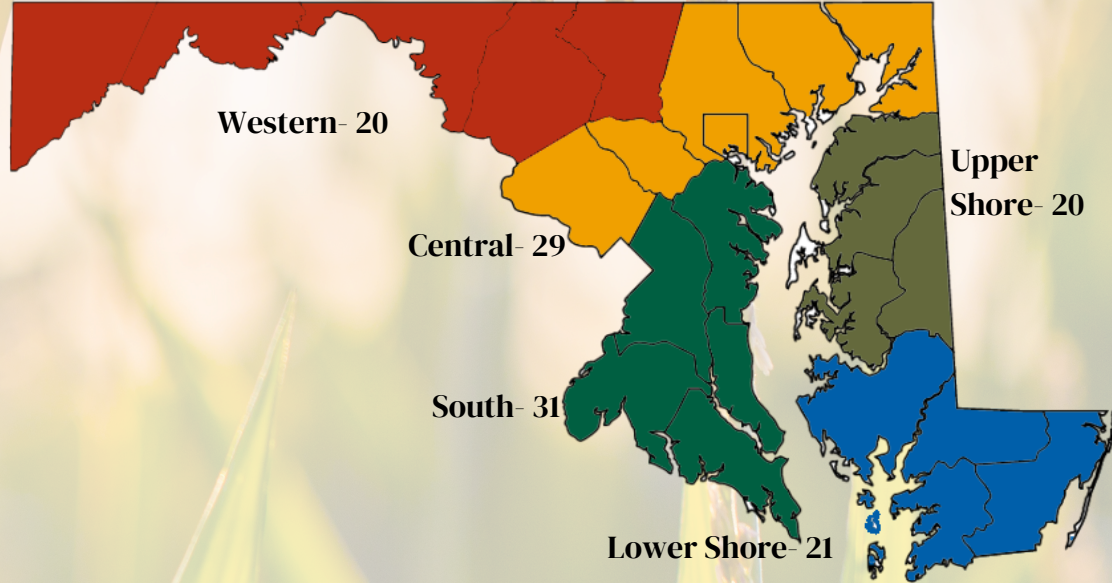 Western- 20
Upper
Shore- 20
Central- 29
South- 31
Lower Shore- 21